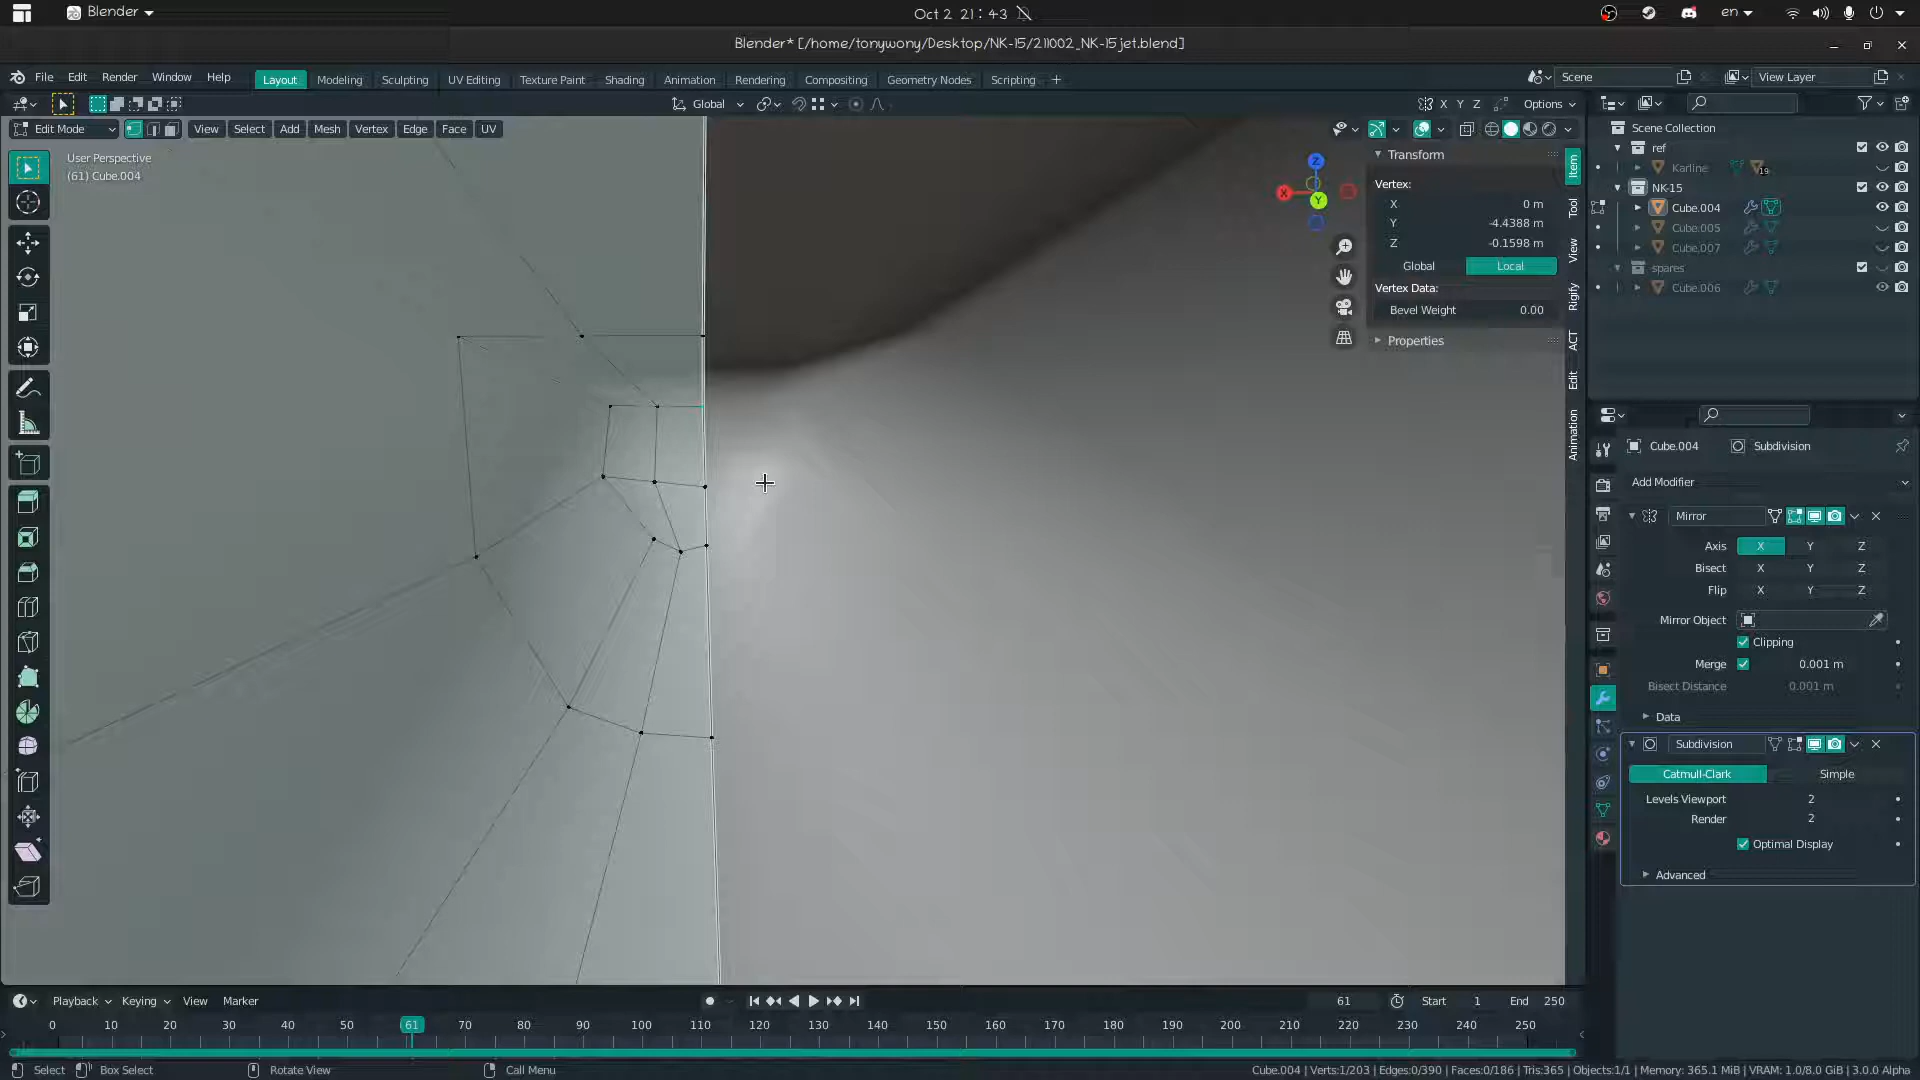 Blender
Oct 2 21:43
en
Blender* [/home/tonywony/Desktop/NK-15/211002_NK-15jet.blend]
File Edit Render Window Help
Layout Modeling Sculpting UV Editing Texture Paint Shading Animation Rendering Compositing Geometry Nodes Scripting +
Scene
View Layer
Global
X Y Z
Options
Edit Mode
View Select Add Mesh Vertex Edge Face UV
User Perspective
(61) Cube.004
Z
X
Y
Transform
Vertex:
X 0 m
Y -4.4388 m
Z -0.1598 m
Global Local
Vertex Data:
Bevel Weight 0.00
Properties
Item
Tool
View
Rigify
ACT
Edit
Animation
Scene Collection
ref
Karline
19
NK-15
Cube.004
Cube.005
Cube.007
spares
Cube.006
Cube.004 Subdivision
Add Modifier
Mirror
Axis X Y Z
Bisect X Y Z
Flip X Y Z
Mirror Object
Clipping
Merge 0.001 m
Bisect Distance 0.001 m
Data
Subdivision
Catmull-Clark Simple
Levels Viewport 2
Render 2
Optimal Display
Advanced
Playback Keying View Marker
61
Start 1
End 250
0 10 20 30 40 50 61 70 80 90 100 110 120 130 140 150 160 170 180 190 200 210 220 230 240 250
Select
Box Select
Rotate View
Call Menu
Cube.004 | Verts:1/203 | Edges:0/390 | Faces:0/186 | Tris:365 | Objects:1/1 | Memory: 365.1 MiB | VRAM: 1.0/8.0 GiB | 3.0.0 Alpha